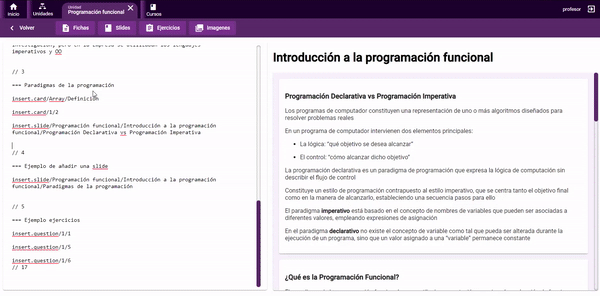 Inicio
Unidades
Unidad
Programación funcional
Cursos
profesor
Volver
Fiches
Slides
Ejercicios
Imagenes
imperativos y OO
// 3
=== Paradigmas de la programación
insert.card/Array/Definición
insert.card/1/2
insert.slide/Programación funcional/Introducción a la programación
funcional/Programación Declarativa vs Programación Imperativa
// 4
=== Ejemplo de añadir una slide
insert.slide/Programación funcional/Introducción a la programación
funcional/Paradigmas de la programación
// 5
=== Ejemplo ejercicios
insert.question/1/1
insert.question/1/5
insert.question/1/6
// 17
Introducción a la programación funcional
Programación Declarativa vs Programación Imperativa
Los programas de computador constituyen una representación de uno o más algoritmos diseñados para
resolver problemas reales
En un programa de computador intervienen dos elementos principales:
• La lógica: "qué objetivo se desea alcanzar"
• El control: "cómo alcanzar dicho objetivo"
La programación declarativa es un paradigma de programación que expresa la lógica de computación sin
describir el flujo de control
Constituye un estilo de programación contrapuesto al estilo imperativo, que se centra tanto el objetivo final
como en la manera de alcanzarlo, estableciendo una secuencia pasos para ello
El paradigma imperativo está basado en el concepto de nombres de variables que pueden ser asociadas a
diferentes valores, empleando expresiones de asignación
En el paradigma declarativo no existe el concepto de variable como tal que pueda ser alterada durante la
ejecución de un programa, sino que un valor asignado a una "variable" permanece constante
¿Qué es la Programación Funcional?